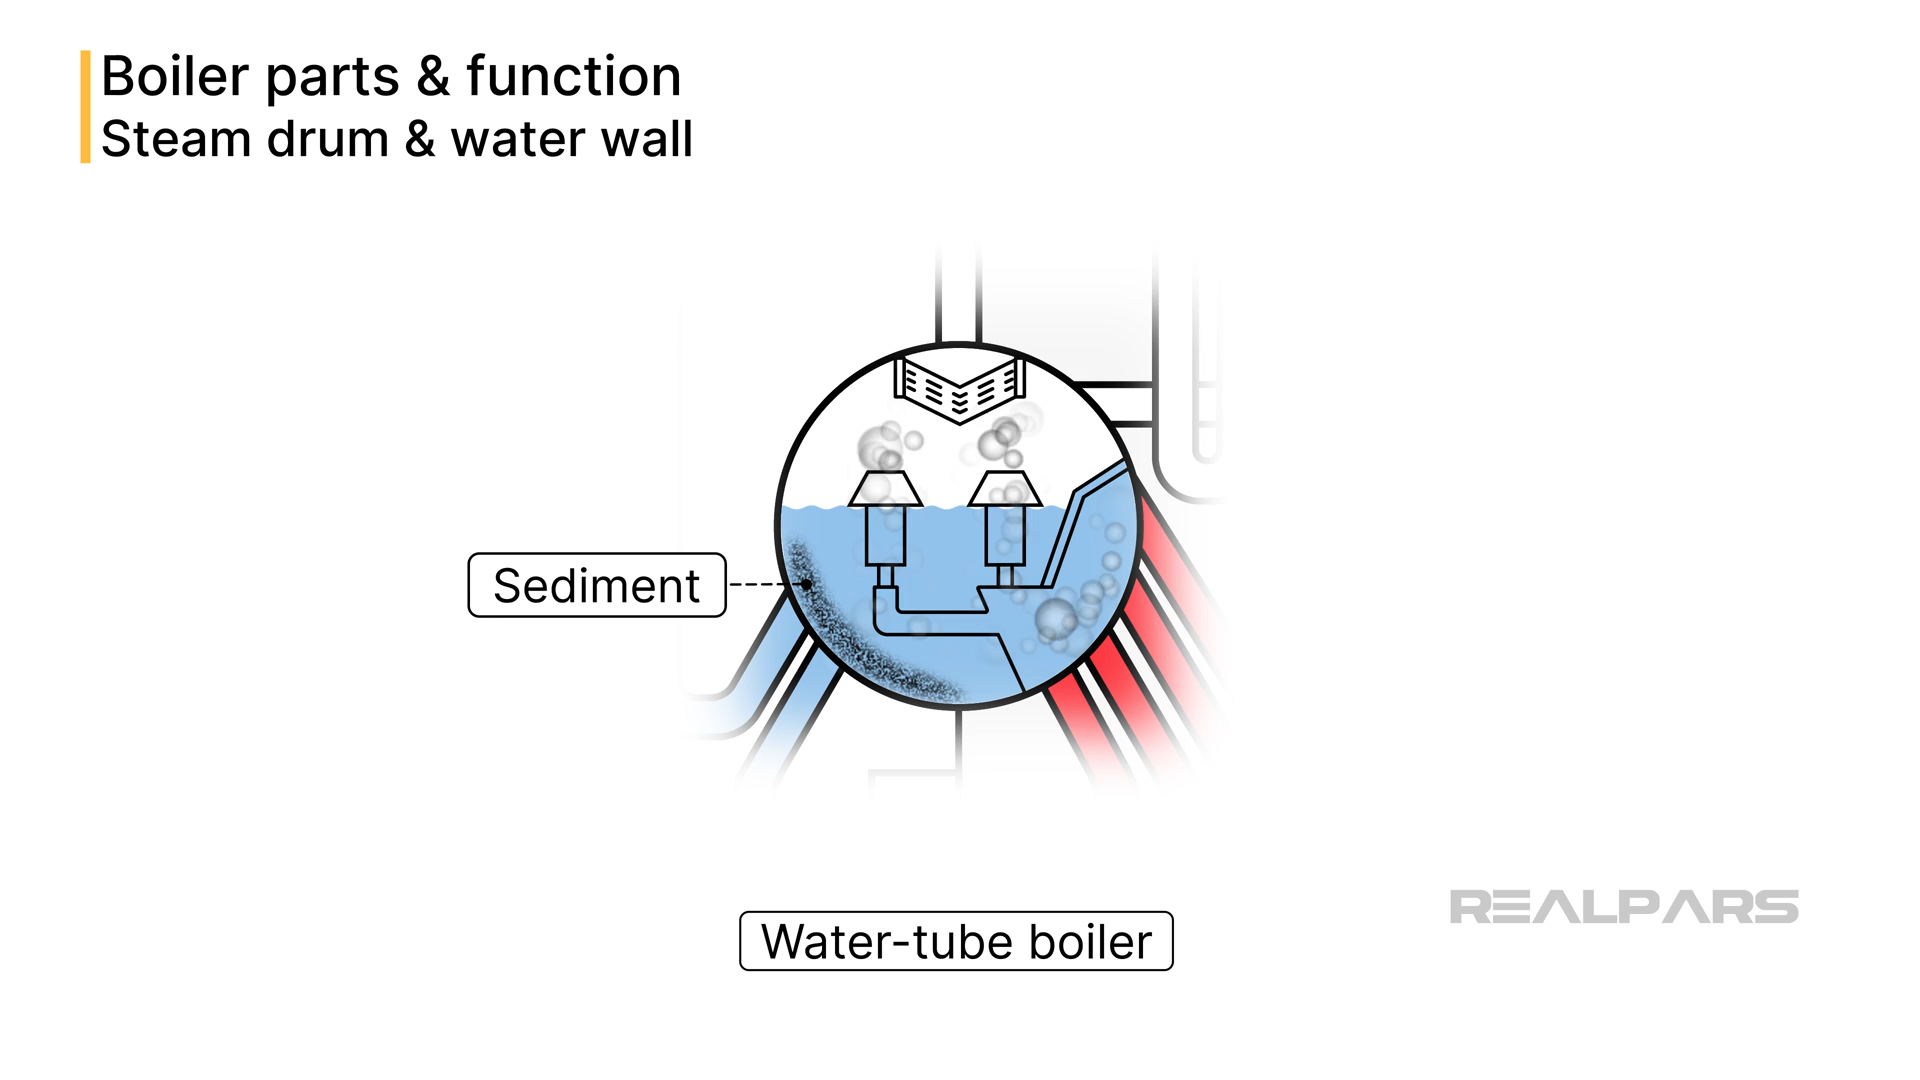 Boiler parts & function
Steam drum & water wall
Sediment
Water-tube boiler
REALPARS